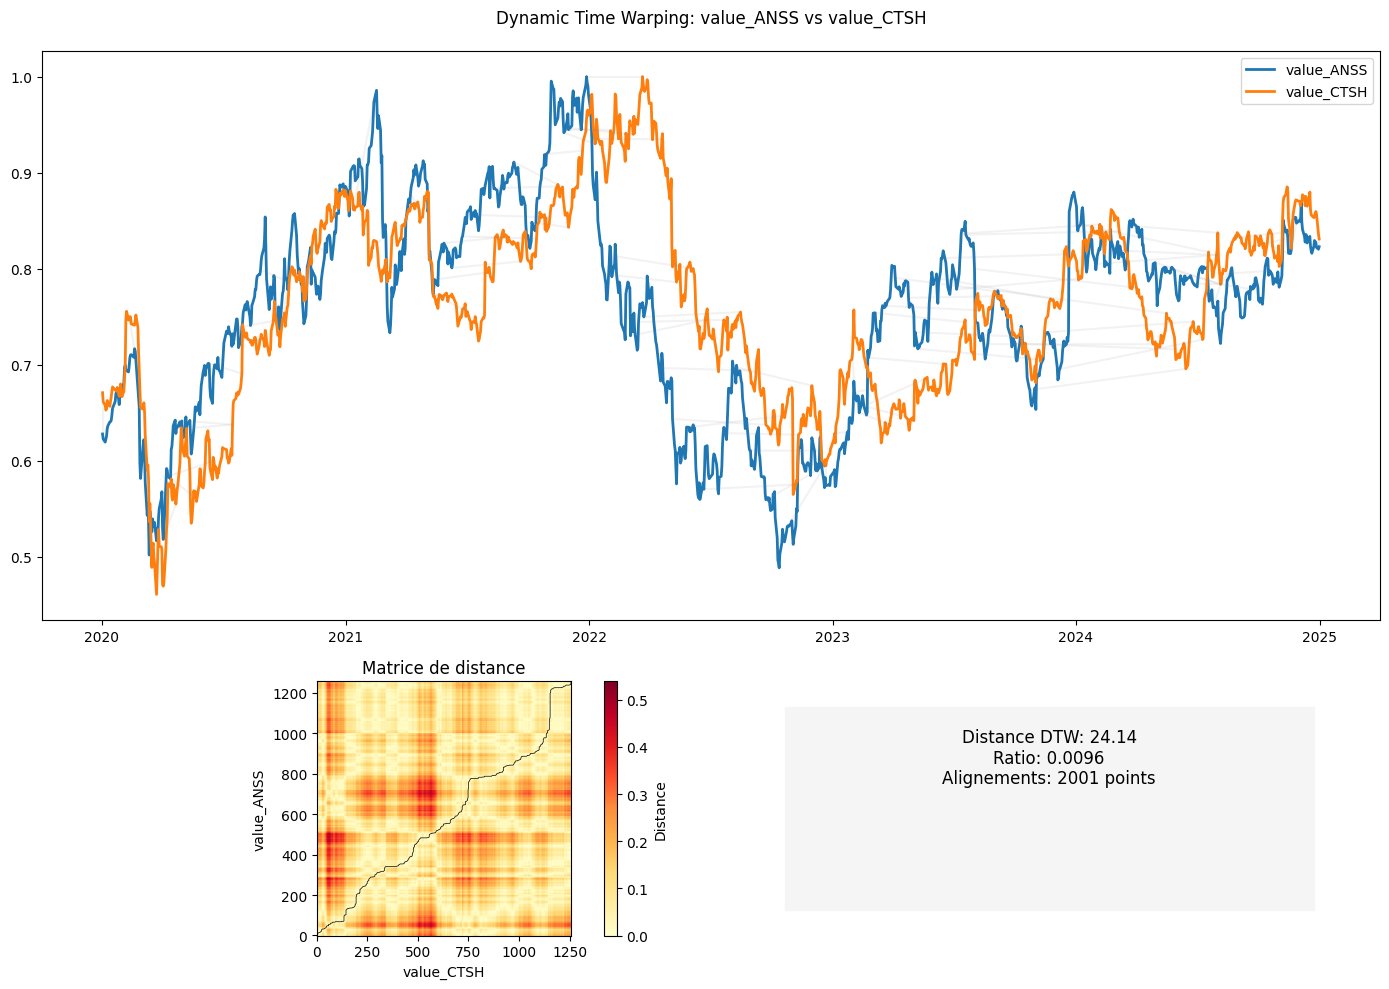 Dynamic Time Warping: value_ANSS vs value_CTSH
value_ANSS
value_CTSH
1.0
0.9
0.8
0.7
0.6
0.5
2020 2021 2022 2023 2024 2025
Matrice de distance
value_ANSS
1200
1000
800
600
400
200
0
0 250 500 750 1000 1250
value_CTSH
0.5
0.4
0.3
0.2
0.1
0.0
Distance
Distance DTW: 24.14
Ratio: 0.0096
Alignements: 2001 points